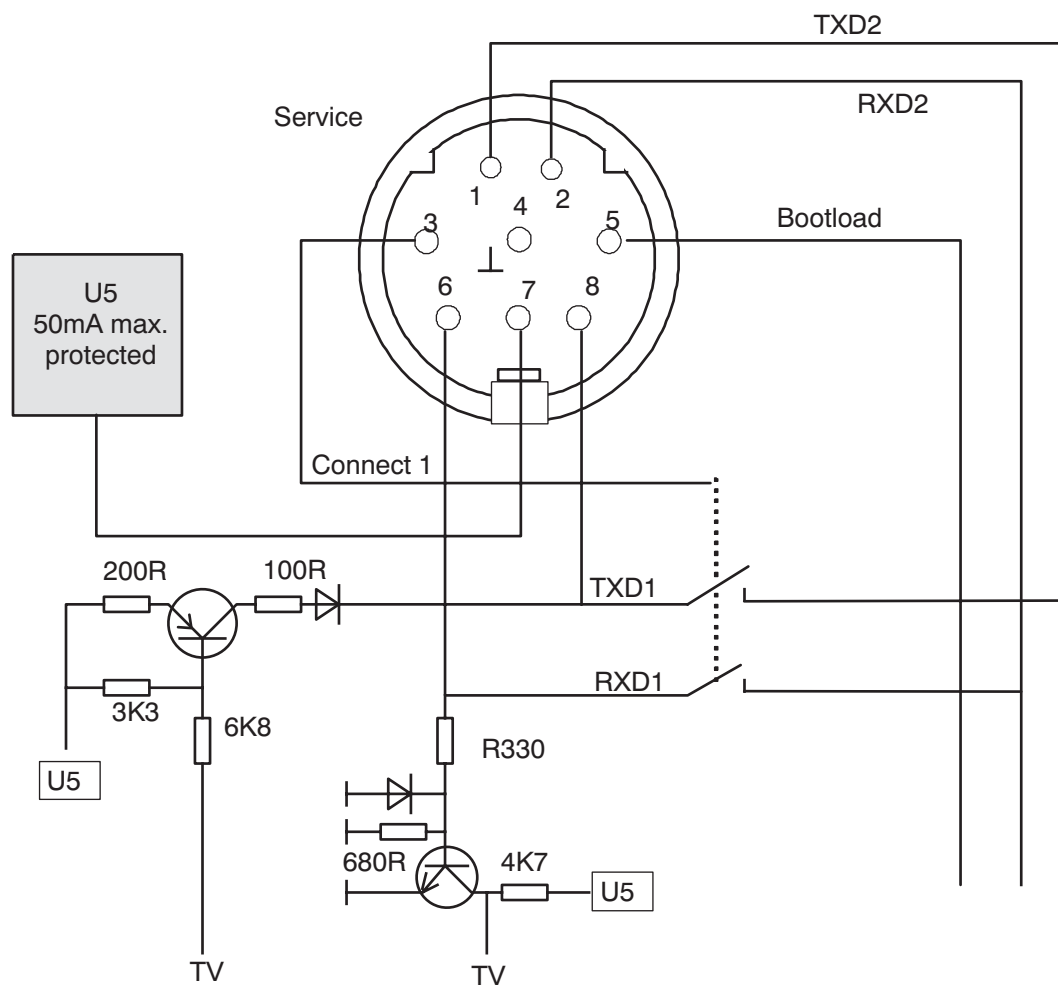 TXD2
RXD2
Service
1
2
3
4
5
Bootload
6
7
8
U5
50mA max.
protected
Connect 1
200R
100R
TXD1
RXD1
3K3
6K8
R330
U5
680R
4K7
U5
TV
TV